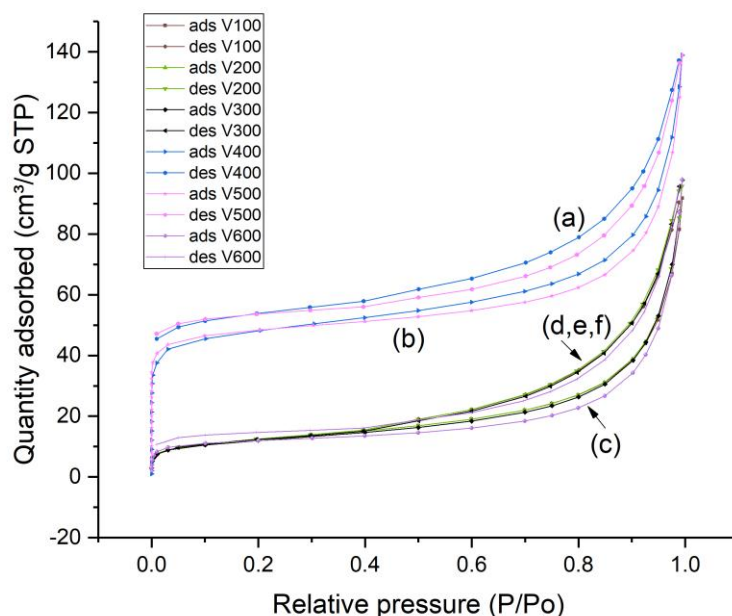 ads V100
des V100
ads V200
des V200
ads V300
des V300
ads V400
des V400
ads V500
des V500
ads V600
des V600
140
120
100
80
60
40
20
0
-20
Quantity adsorbed (cm³/g STP)
(a)
(b)
(d,e,f)
(c)
0.0 0.2 0.4 0.6 0.8 1.0
Relative pressure (P/Po)